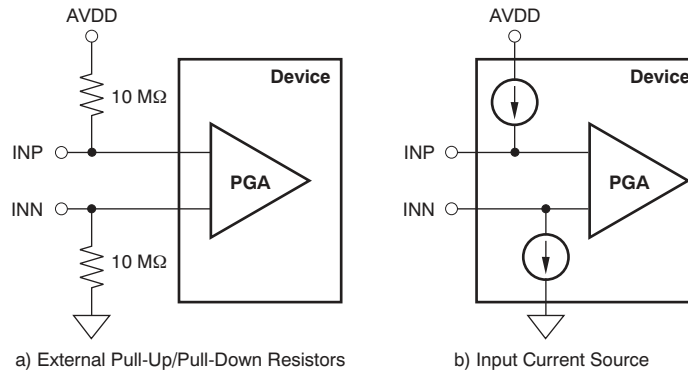 AVDD
10 MΩ
Device
INP
PGA
INN
10 MΩ
a) External Pull-Up/Pull-Down Resistors
AVDD
Device
INP
PGA
INN
b) Input Current Source